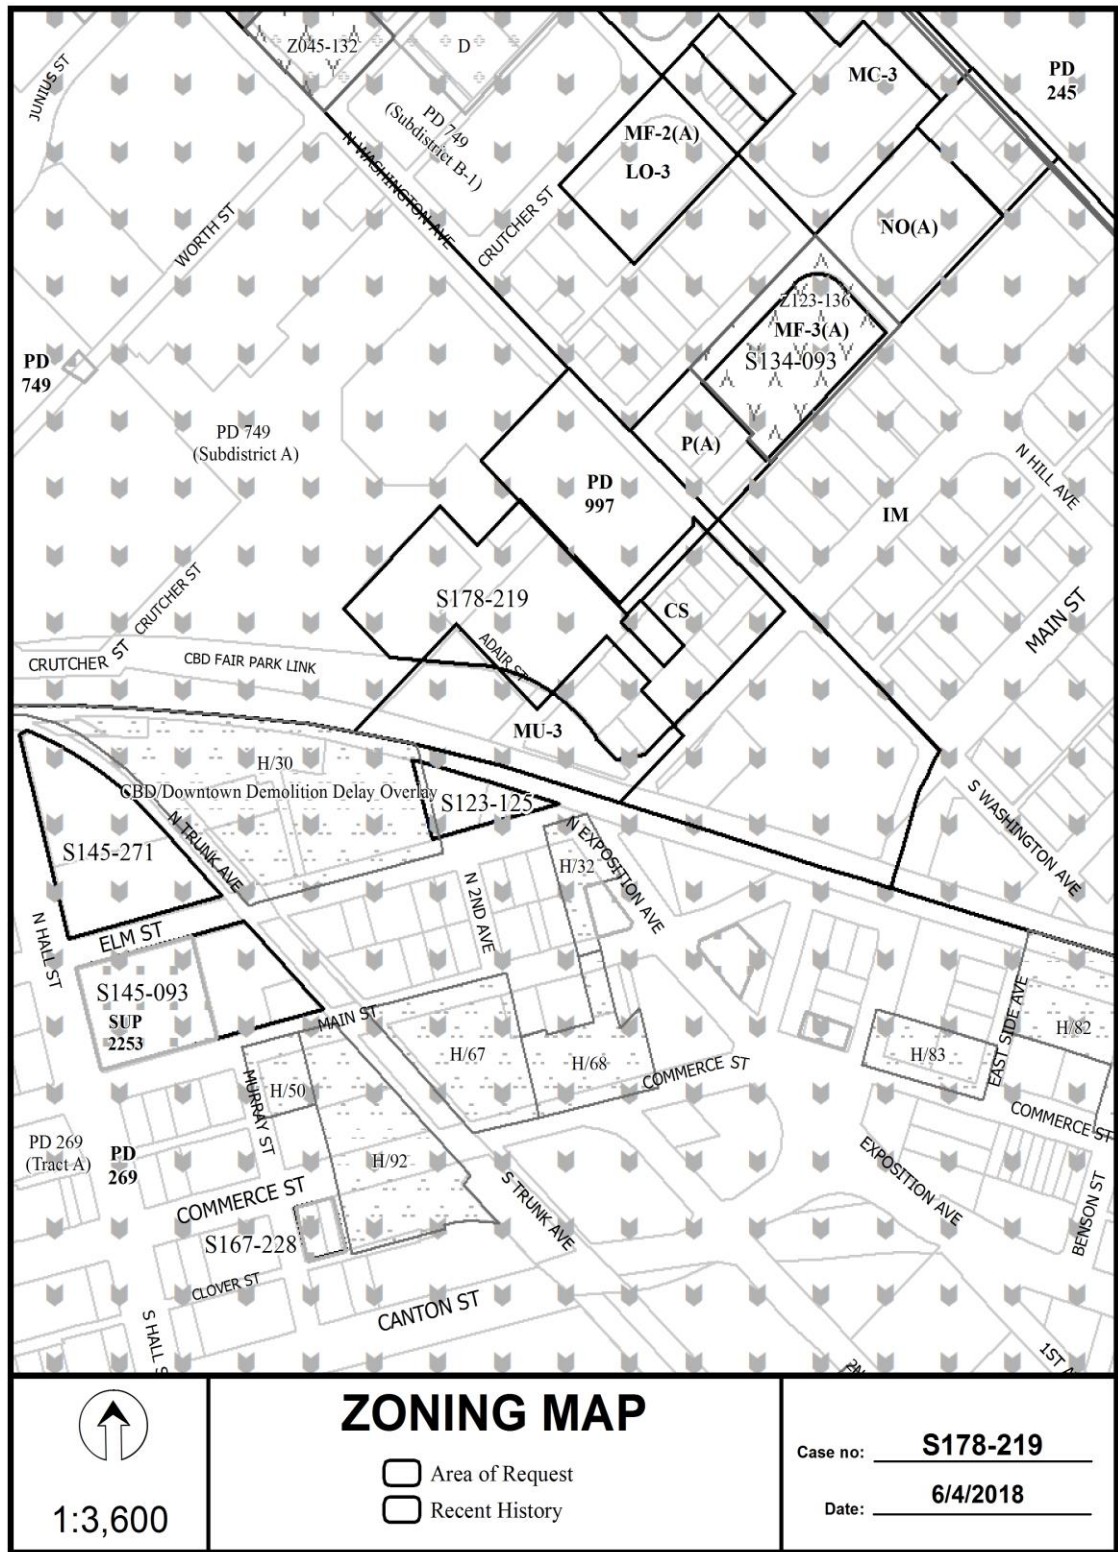 Z045-132
D
JUNIUS ST
PD 749
(Subdistrict B-1)
MC-3
PD
245
MF-2(A)
LO-3
N WASHINGTON AVE
CRUTCHER ST
WORTH ST
NO(A)
Z123-136
MF-3(A)
S134-093
PD
749
PD 749
(Subdistrict A)
P(A)
N HILL AVE
PD
997
IM
S178-219
CS
CRUTCHER ST
MAIN ST
CRUTCHER ST
CBD FAIR PARK LINK
ADAIR ST
MU-3
H/30
CBD/Downtown Demolition Delay Overlay
S123-125
S WASHINGTON AVE
N TRUNK AVE
S145-271
N EXPOSITION AVE
H/32
N 2ND AVE
N HALL ST
ELM ST
S145-093
SUP
2253
MAIN ST
EAST SIDE AVE
H/82
H/83
H/67
H/68
COMMERCE ST
H/50
MURRAY ST
COMMERCE ST
PD 269
(Tract A)
PD
269
H/92
EXPOSITION AVE
COMMERCE ST
S TRUNK AVE
BENSON ST
S167-228
CLOVER ST
CANTON ST
S HALL S
1ST A
ZONING MAP
Area of Request
Recent History
1:3,600
Case no: S178-219
Date: 6/4/2018